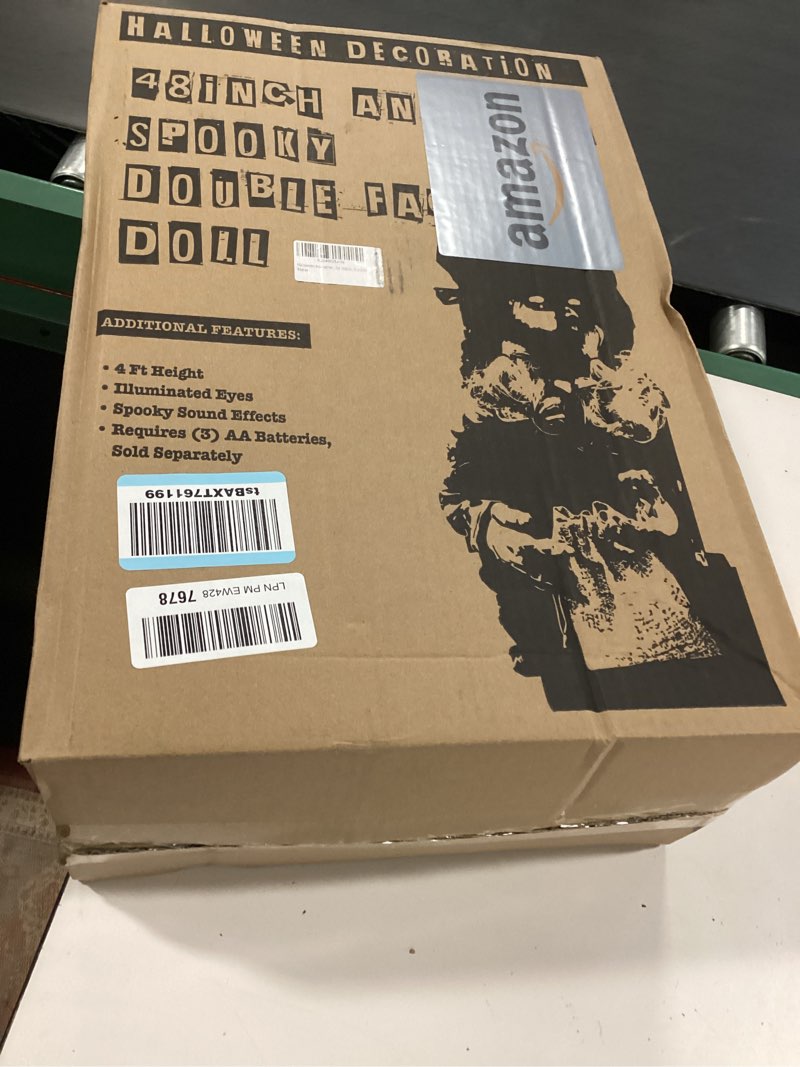 HALLOWEEN DECORATION
48iNCH AN
SPOOKY
DOUBLE FA
DOLL
amazon
ADDITIONAL FEATURES:
• 4 Ft Height
• Illuminated Eyes
• Spooky Sound Effects
• Requires (3) AA Batteries,
Sold Separately
tsBAXT761199
LPN PM EW428 7678